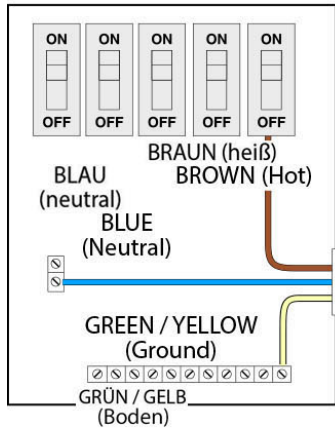 ON ON ON ON ON
OFF OFF OFF OFF OFF
BRAUN (heiß)
BROWN (Hot)
BLAU
(neutral)
BLUE
(Neutral)
GREEN / YELLOW
(Ground)
GRÜN / GELB
(Boden)